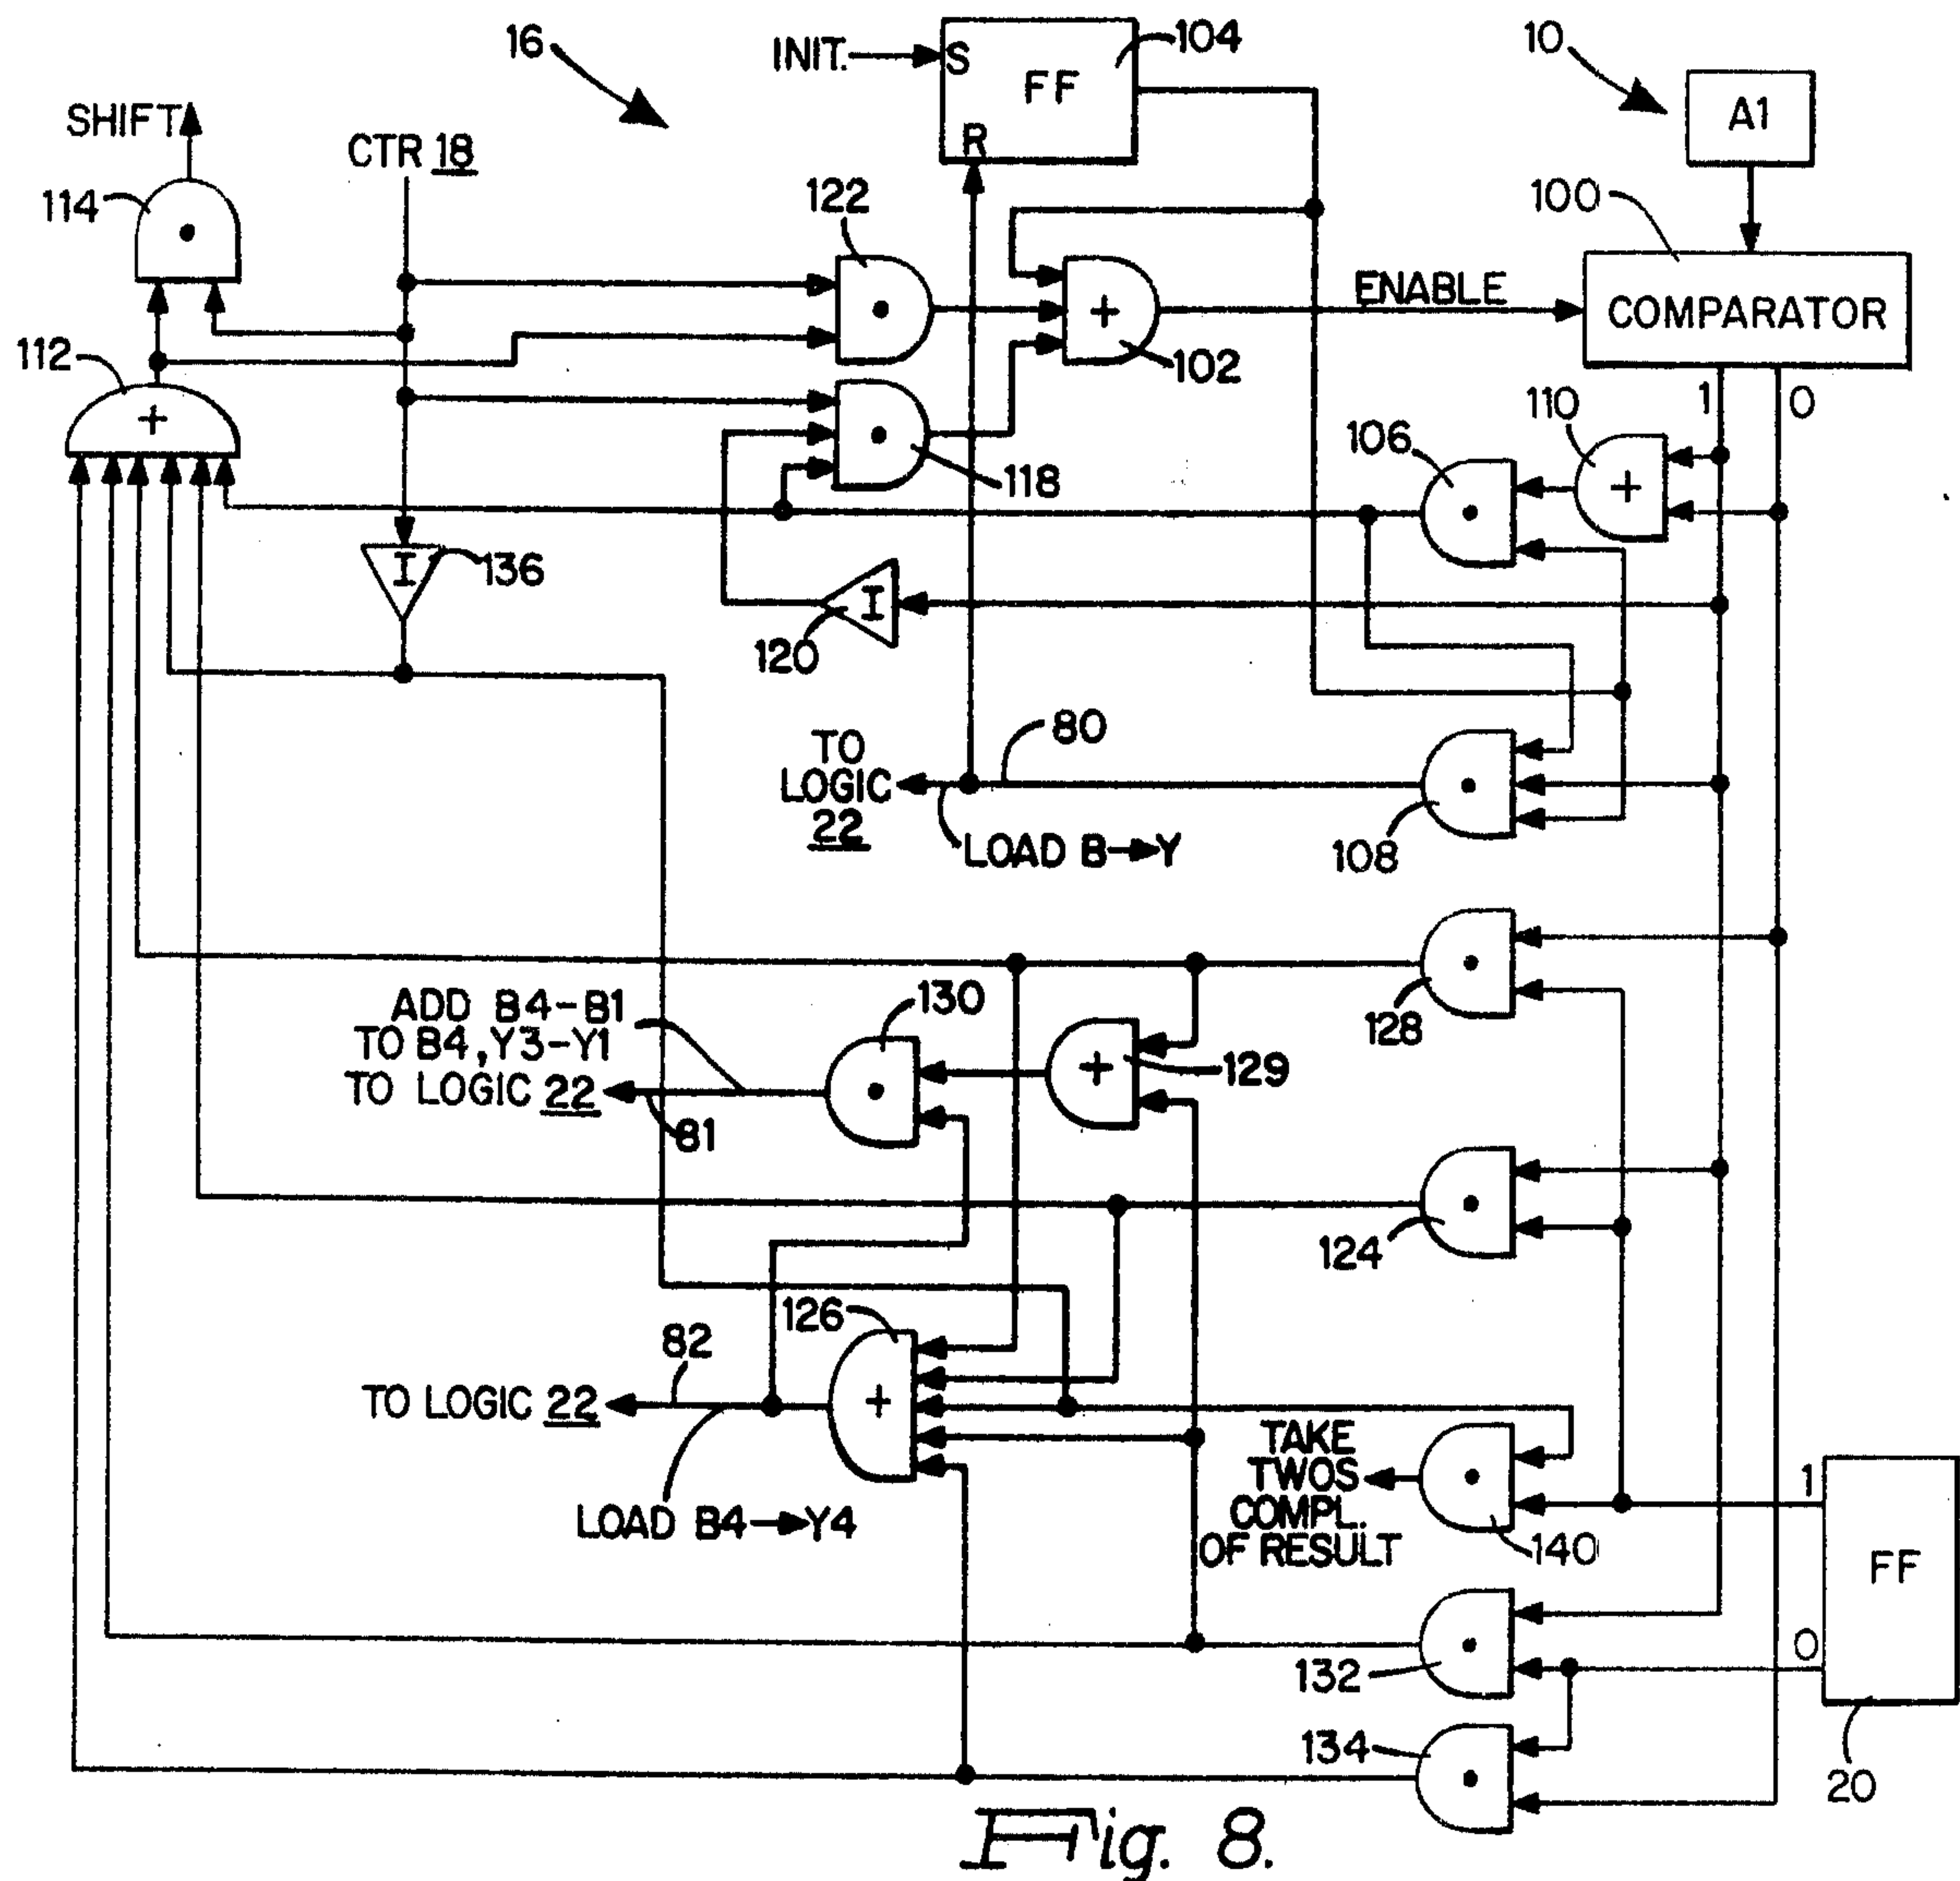 16
INIT.
S
FF
R
104
10
A1
SHIFT
CTR 18
114
122
100
ENABLE
COMPARATOR
+
102
112
+
1
0
110
106
+
118
I
136
I
120
TO
LOGIC
22
80
LOAD B→Y
108
ADD B4-B1
TO B4, Y3-Y1
TO LOGIC 22
81
130
+
129
128
124
126
82
TO LOGIC 22
+
LOAD B4→Y4
TAKE
TWOS
COMPL.
OF RESULT
140
1
FF
0
132
134
20
Fig. 8.